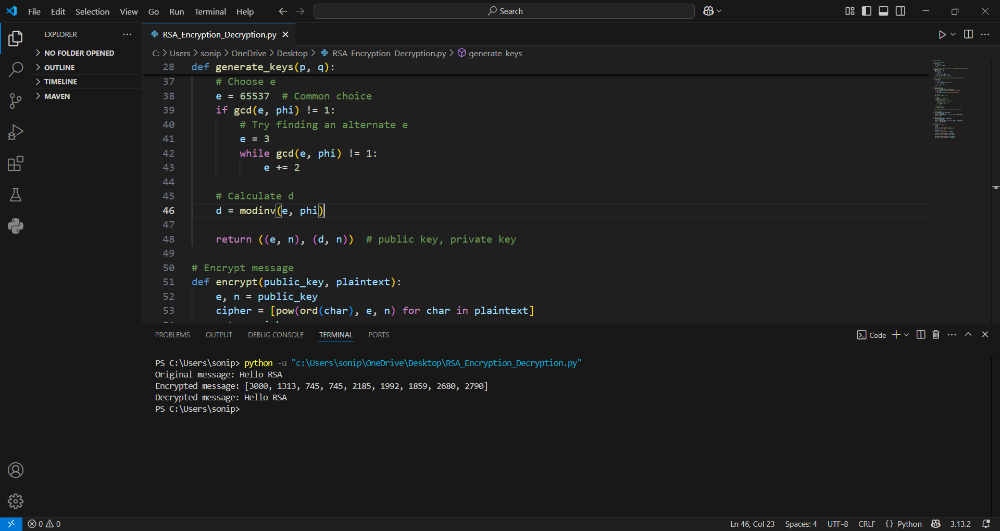 File Edit Selection View Go Run Terminal Help
Search
EXPLORER
RSA_Encryption_Decryption.py
NO FOLDER OPENED
OUTLINE
TIMELINE
MAVEN
C: > Users > sonip > OneDrive > Desktop > RSA_Encryption_Decryption.py > generate_keys
28 def generate_keys(p, q):
37     # Choose e
38     e = 65537  # Common choice
39     if gcd(e, phi) != 1:
40         # Try finding an alternate e
41         e = 3
42         while gcd(e, phi) != 1:
43             e += 2
44
45     # Calculate d
46     d = modinv(e, phi)
47
48     return ((e, n), (d, n))  # public key, private key
49
50 # Encrypt message
51 def encrypt(public_key, plaintext):
52     e, n = public_key
53     cipher = [pow(ord(char), e, n) for char in plaintext]
PROBLEMS OUTPUT DEBUG CONSOLE TERMINAL PORTS
Code
PS C:\Users\sonip> python -u "c:\Users\sonip\OneDrive\Desktop\RSA_Encryption_Decryption.py"
Original message: Hello RSA
Encrypted message: [3000, 1313, 745, 745, 2185, 1992, 1859, 2680, 2790]
Decrypted message: Hello RSA
PS C:\Users\sonip>
0 0
Ln 46, Col 23 Spaces: 4 UTF-8 CRLF {} Python 3.13.2